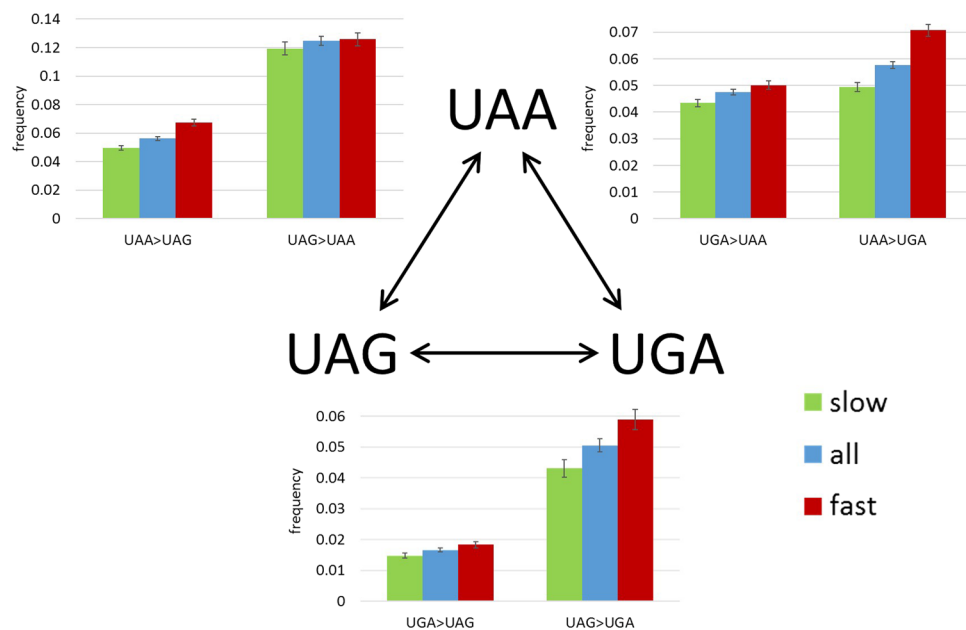 0.14
0.12
0.1
0.08
0.06
0.04
0.02
0
frequency
UAA>UAG UAG>UAA
0.07
0.06
0.05
0.04
0.03
0.02
0.01
0
frequency
UGA>UAA UAA>UGA
UAA
UAG UGA
0.06
0.05
0.04
0.03
0.02
0.01
0
frequency
UGA>UAG UAG>UGA
slow
all
fast